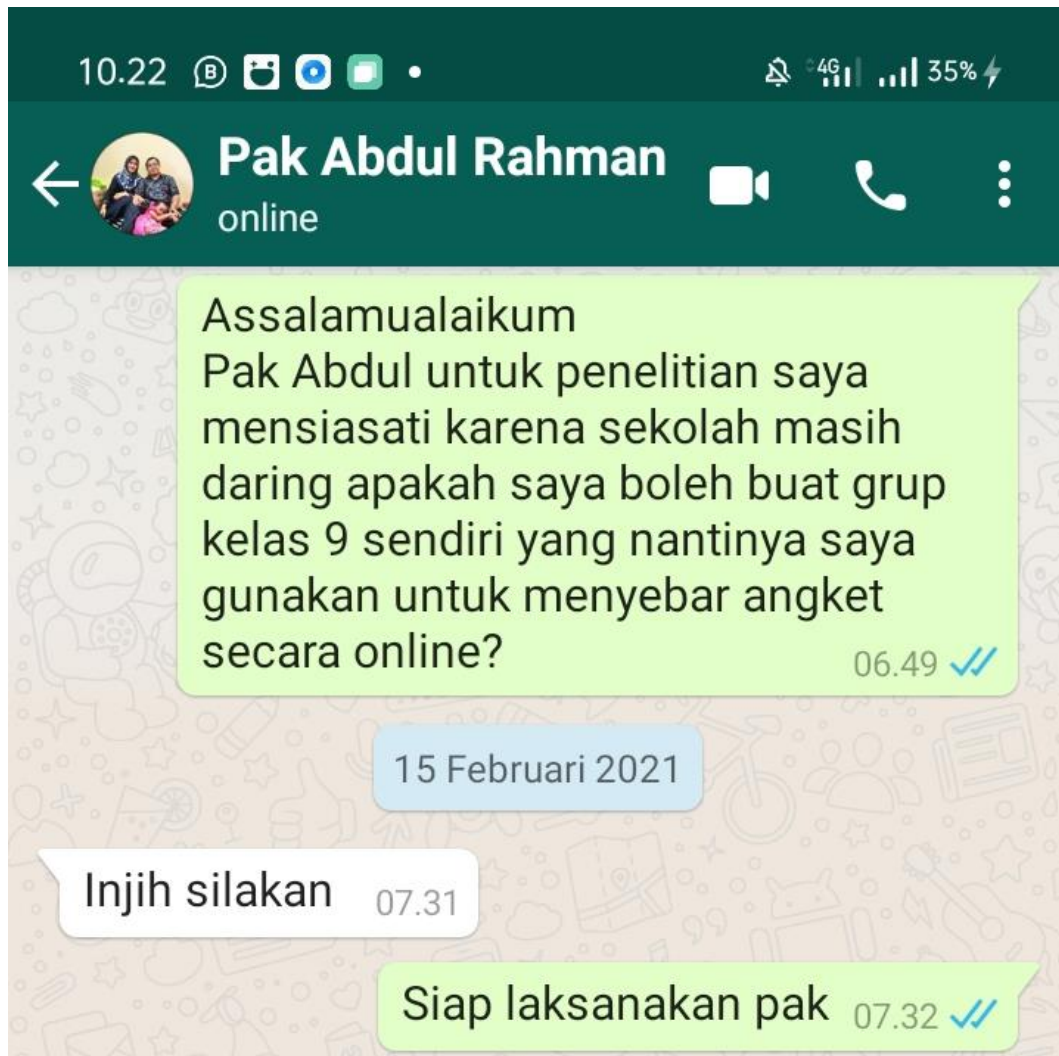 10.22 B 4G 35%
Pak Abdul Rahman
online
Assalamualaikum
Pak Abdul untuk penelitian saya
mensiasati karena sekolah masih
daring apakah saya boleh buat grup
kelas 9 sendiri yang nantinya saya
gunakan untuk menyebar angket
secara online? 06.49
15 Februari 2021
Injih silakan 07.31
Siap laksanakan pak 07.32